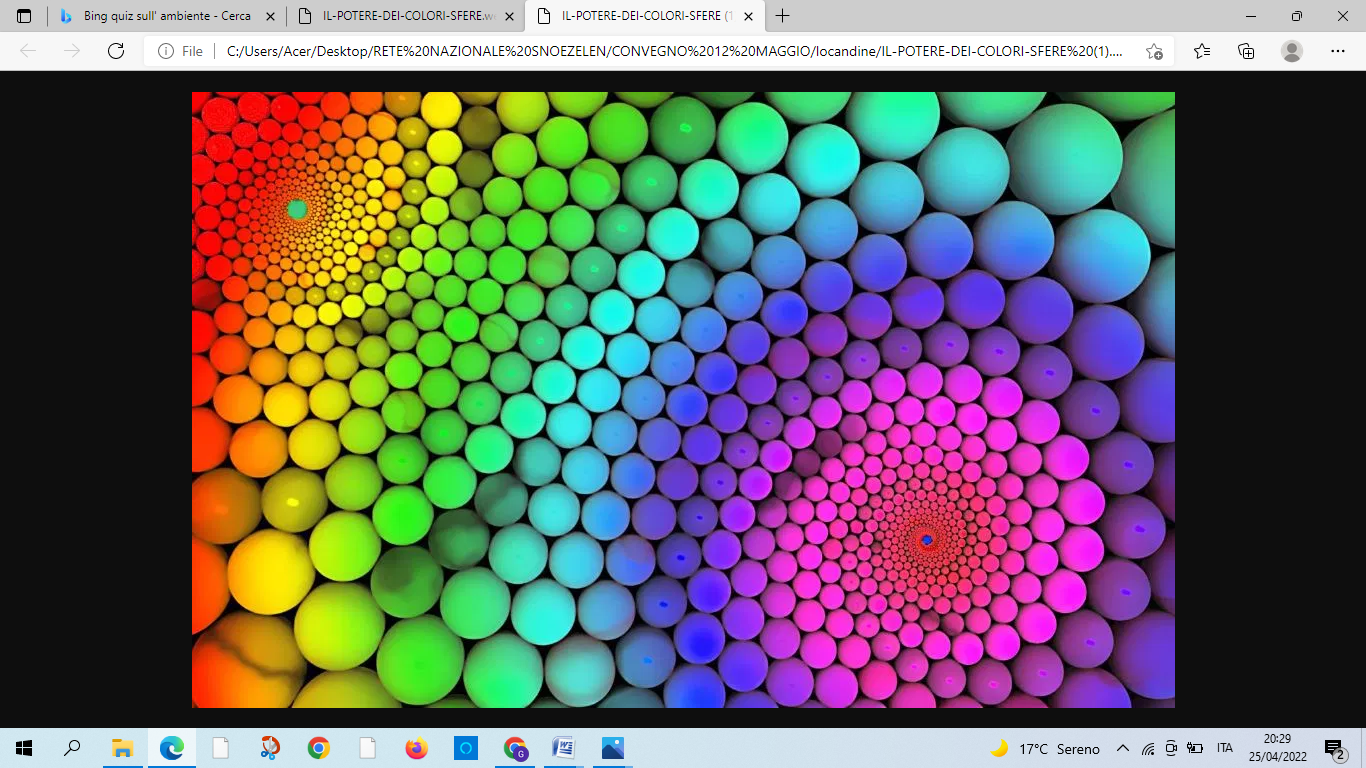 Bing quiz sull' ambiente - Cerca
IL-POTERE-DEI-COLORI-SFERE.we
IL-POTERE-DEI-COLORI-SFERE (1
File
C:/Users/Acer/Desktop/RETE%20NAZIONALE%20SNOEZELEN/CONVEGNO%2012%20MAGGIO/locandine/IL-POTERE-DEI-COLORI-SFERE%20(1)....
G
17°C Sereno
ITA
20:29
25/04/2022
2